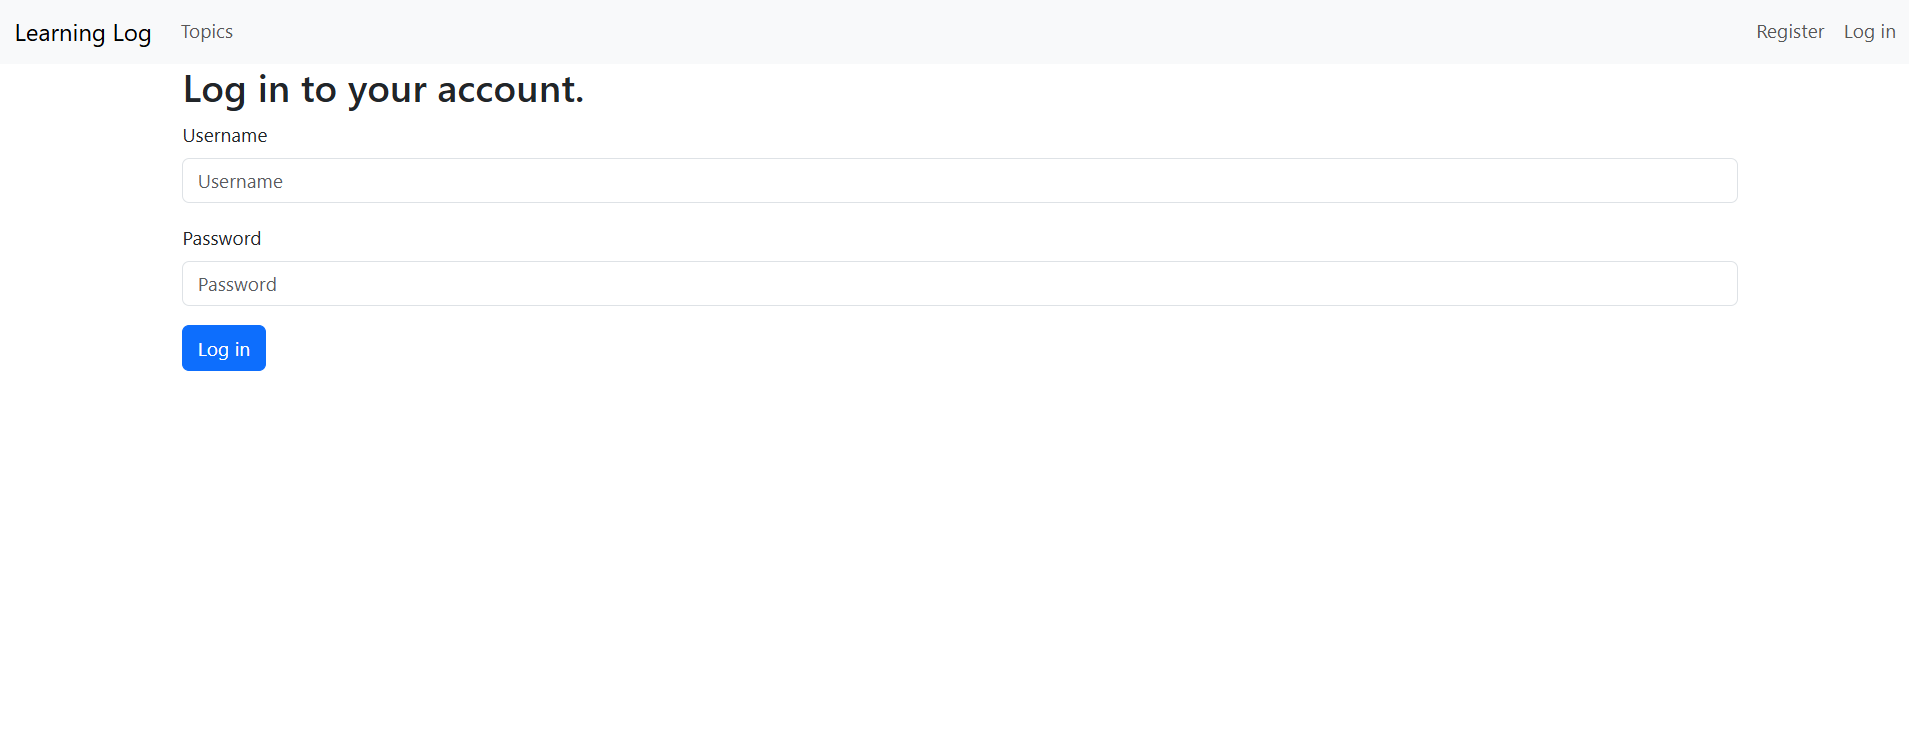 Learning Log Topics Register Log in
Log in to your account.
Username
Username
Password
Password
Log in